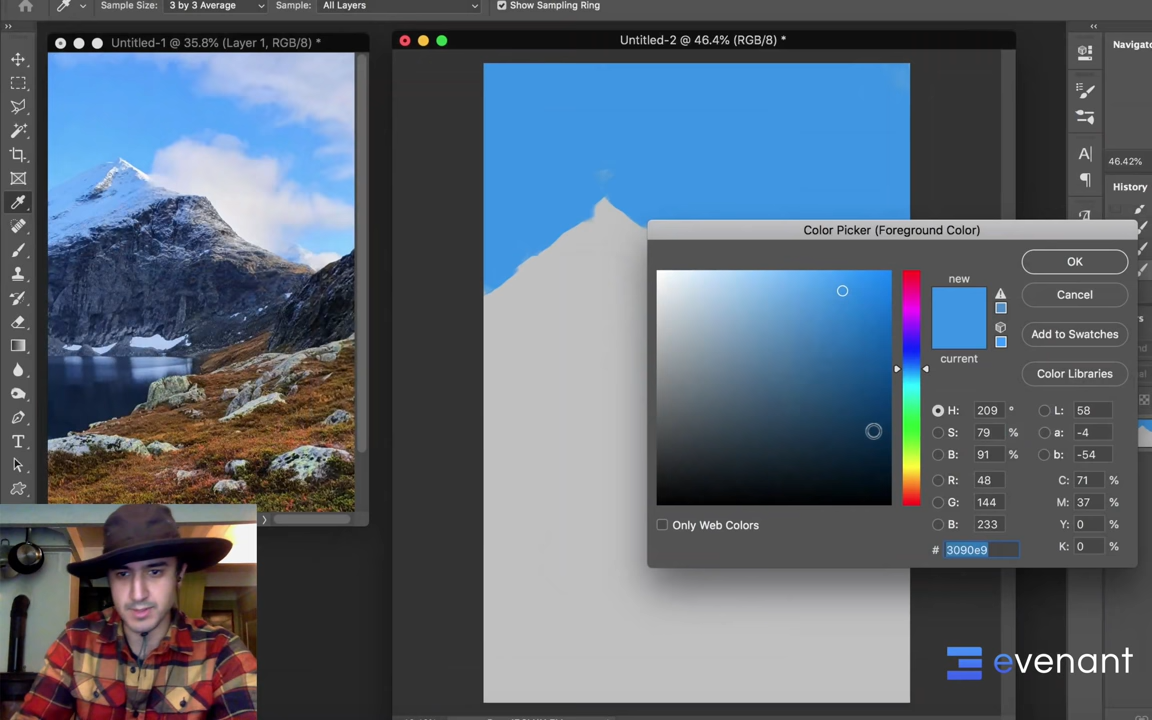 Sample Size: 3 by 3 Average Sample: All Layers Show Sampling Ring
Untitled-1 @ 35.8% (Layer 1, RGB/8) *
Untitled-2 @ 46.4% (RGB/8) *
Navigato
46.42%
History
Color Picker (Foreground Color)
new
current
OK
Cancel
Add to Swatches
Color Libraries
H: 209 °
S: 79 %
B: 91 %
R: 48
G: 144
B: 233
# 3090e9
L: 58
a: -4
b: -54
C: 71 %
M: 37 %
Y: 0 %
K: 0 %
Only Web Colors
evenant